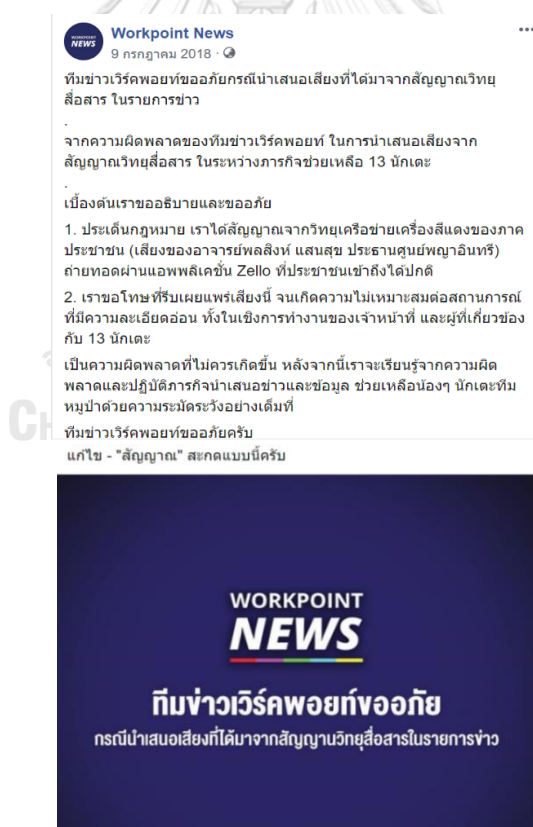 Workpoint News
9 กรกฎาคม 2018
ทีมข่าวเวิร์คพอยท์ขออภัยกรณีนำเสนอเสียงที่ได้มาจากสัญญาณวิทยุ
สื่อสาร ในรายการข่าว
.
จากความผิดพลาดของทีมข่าวเวิร์คพอยท์ ในการนำเสนอเสียงจาก
สัญญาณวิทยุสื่อสาร ในระหว่างภารกิจช่วยเหลือ 13 นักเตะ
.
เบื้องต้นเราขออธิบายและขออภัย
1. ประเด็นกฎหมาย เราได้สัญญาณจากวิทยุเครือข่ายเครื่องสีแดงของภาค
ประชาชน (เสียงของอาจารย์พลสิงห์ แสนสุข ประธานศูนย์พญาอินทรี)
ถ่ายทอดผ่านแอพพลิเคชั่น Zello ที่ประชาชนเข้าถึงได้ปกติ
2. เราขอโทษที่รีบเผยแพร่เสียงนี้ จนเกิดความไม่เหมาะสมต่อสถานการณ์
ที่มีความละเอียดอ่อน ทั้งในเชิงการทำงานของเจ้าหน้าที่ และผู้ที่เกี่ยวข้อง
กับ 13 นักเตะ
เป็นความผิดพลาดที่ไม่ควรเกิดขึ้น หลังจากนี้เราจะเรียนรู้จากความผิด
พลาดและปฏิบัติภารกิจนำเสนอข่าวและข้อมูล ช่วยเหลือน้องๆ นักเตะทีม
หมูป่าด้วยความระมัดระวังอย่างเต็มที่
ทีมข่าวเวิร์คพอยท์ขออภัยครับ
แก้ไข - "สัญญาณ" สะกดแบบนี้ครับ
WORKPOINT
NEWS
ทีมข่าวเวิร์คพอยท์ขออภัย
กรณีนำเสนอเสียงที่ได้มาจากสัญญานวิทยุสื่อสารในรายการข่าว